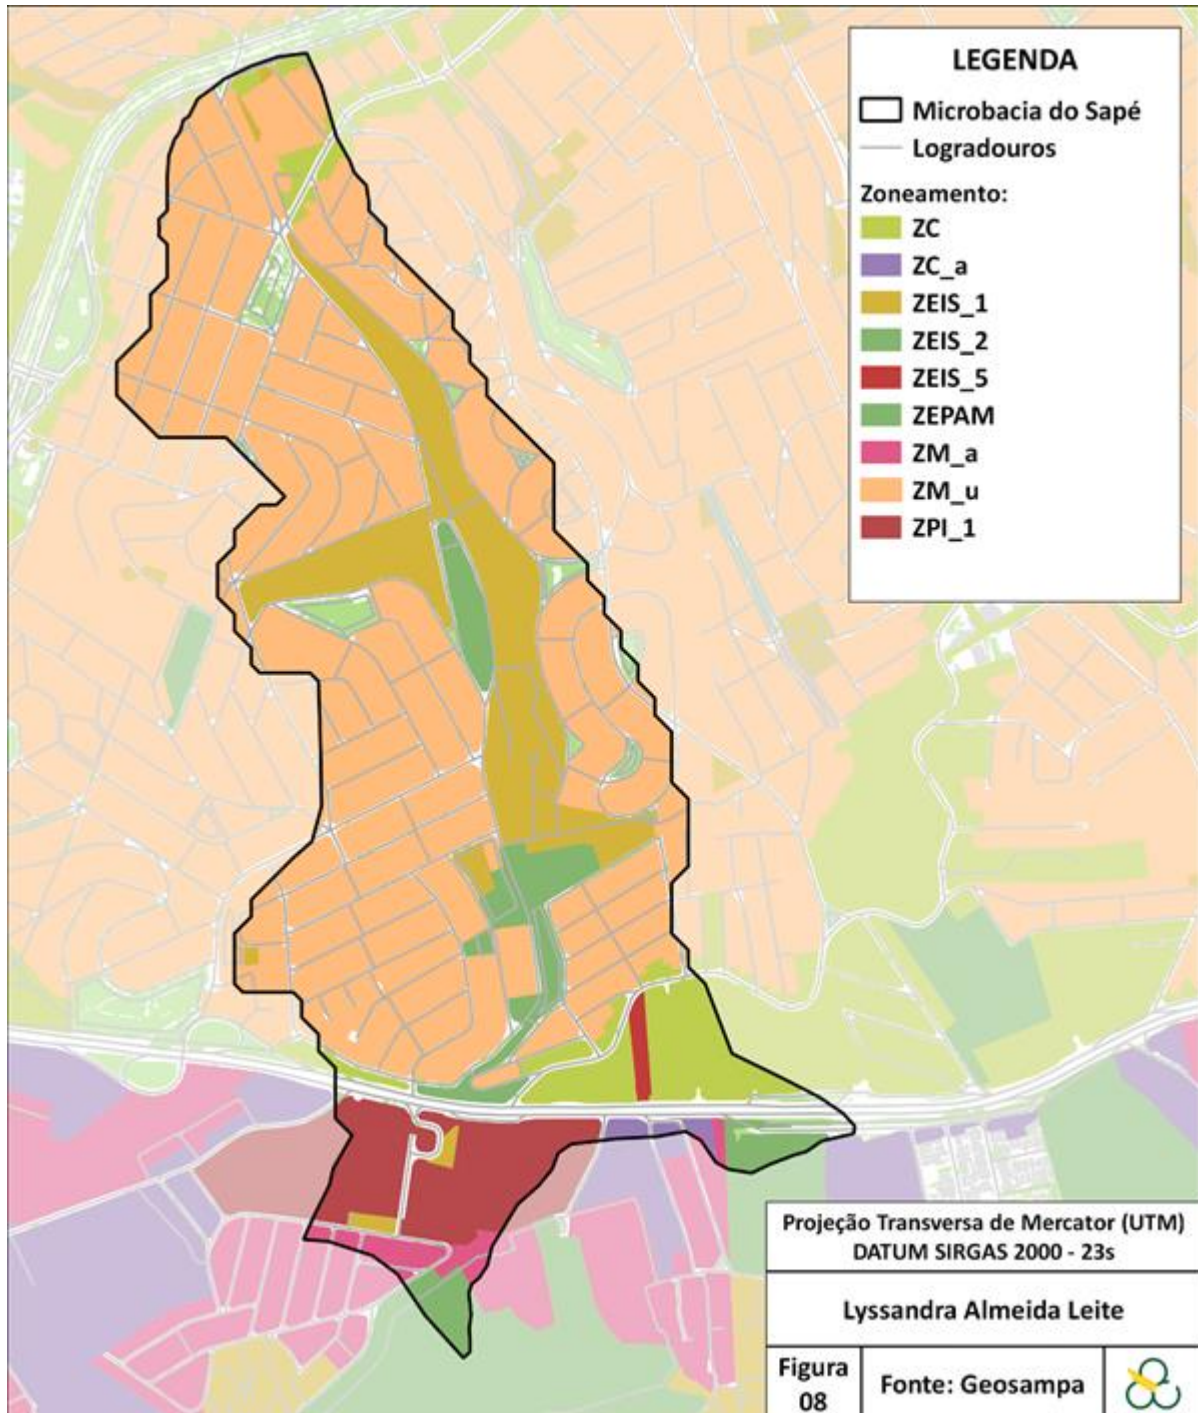 LEGENDA
Microbacia do Sapé
Logradouros
Zoneamento:
ZC
ZC_a
ZEIS_1
ZEIS_2
ZEIS_5
ZEPAM
ZM_a
ZM_u
ZPI_1
Projeção Transversa de Mercator (UTM)
DATUM SIRGAS 2000 - 23s
Lyssandra Almeida Leite
Figura
08
Fonte: Geosampa